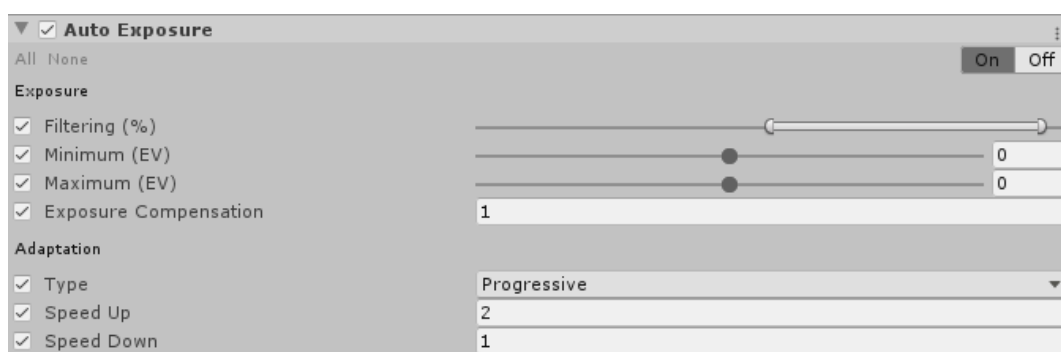 Auto Exposure
All None On Off
Exposure
Filtering (%)
Minimum (EV) 0
Maximum (EV) 0
Exposure Compensation 1
Adaptation
Type Progressive
Speed Up 2
Speed Down 1